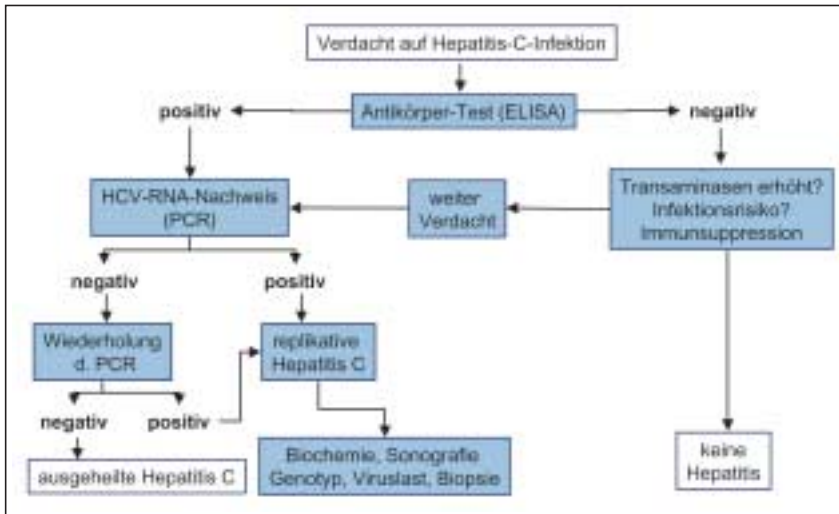 Verdacht auf Hepatitis-C-Infektion
positiv
Antikörper-Test (ELISA)
negativ
HCV-RNA-Nachweis
(PCR)
weiter
Verdacht
Transaminasen erhöht?
Infektionsrisiko?
Immunsuppression
negativ
positiv
Wiederholung
d. PCR
replikative
Hepatitis C
negativ
positiv
ausgeheilte Hepatitis C
Biochemie, Sonografie
Genotyp, Viruslast, Biopsie
keine
Hepatitis